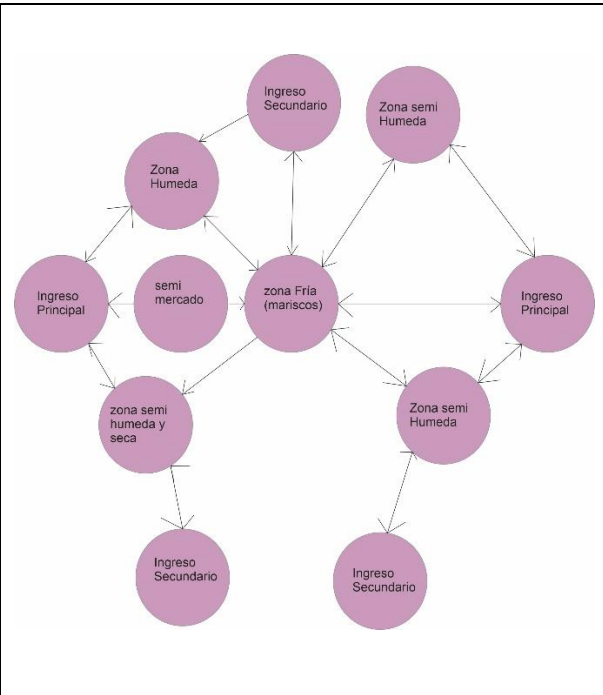 Ingreso
Secundario
Zona semi
Humeda
Zona
Humeda
Ingreso
Principal
semi
mercado
zona Fría
(mariscos)
Ingreso
Principal
zona semi
humeda y
seca
Zona semi
Humeda
Ingreso
Secundario
Ingreso
Secundario